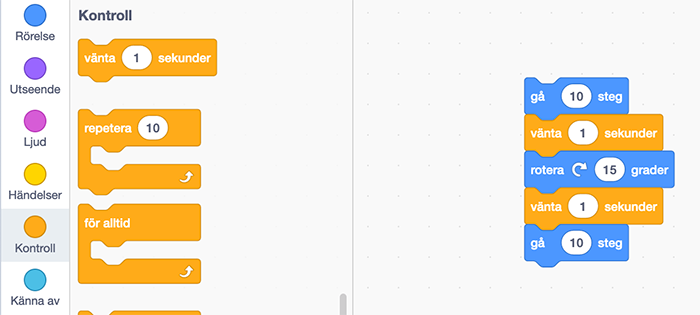 Rörelse
Utseende
Ljud
Händelser
Kontroll
Känna av
Kontroll
vänta 1 sekunder
repetera 10
för alltid
gå 10 steg
vänta 1 sekunder
rotera 15 grader
vänta 1 sekunder
gå 10 steg